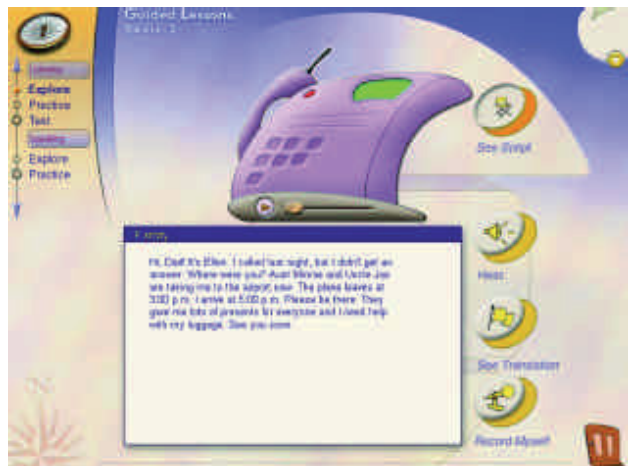 Guided Lessons
Explore
Practice
Test
Explore
Practice
See Script
Hi, Dad! It's Ellen. I called last night, but I didn't get an
answer. Where were you? Aunt Minnie and Uncle Joe
are taking me to the airport now. The plane leaves at
3:00 p.m. I arrive at 5:00 p.m. Please be there. They
gave me lots of presents for everyone and I need help
with my luggage. See you soon.
Hear
See Translation
Record Myself